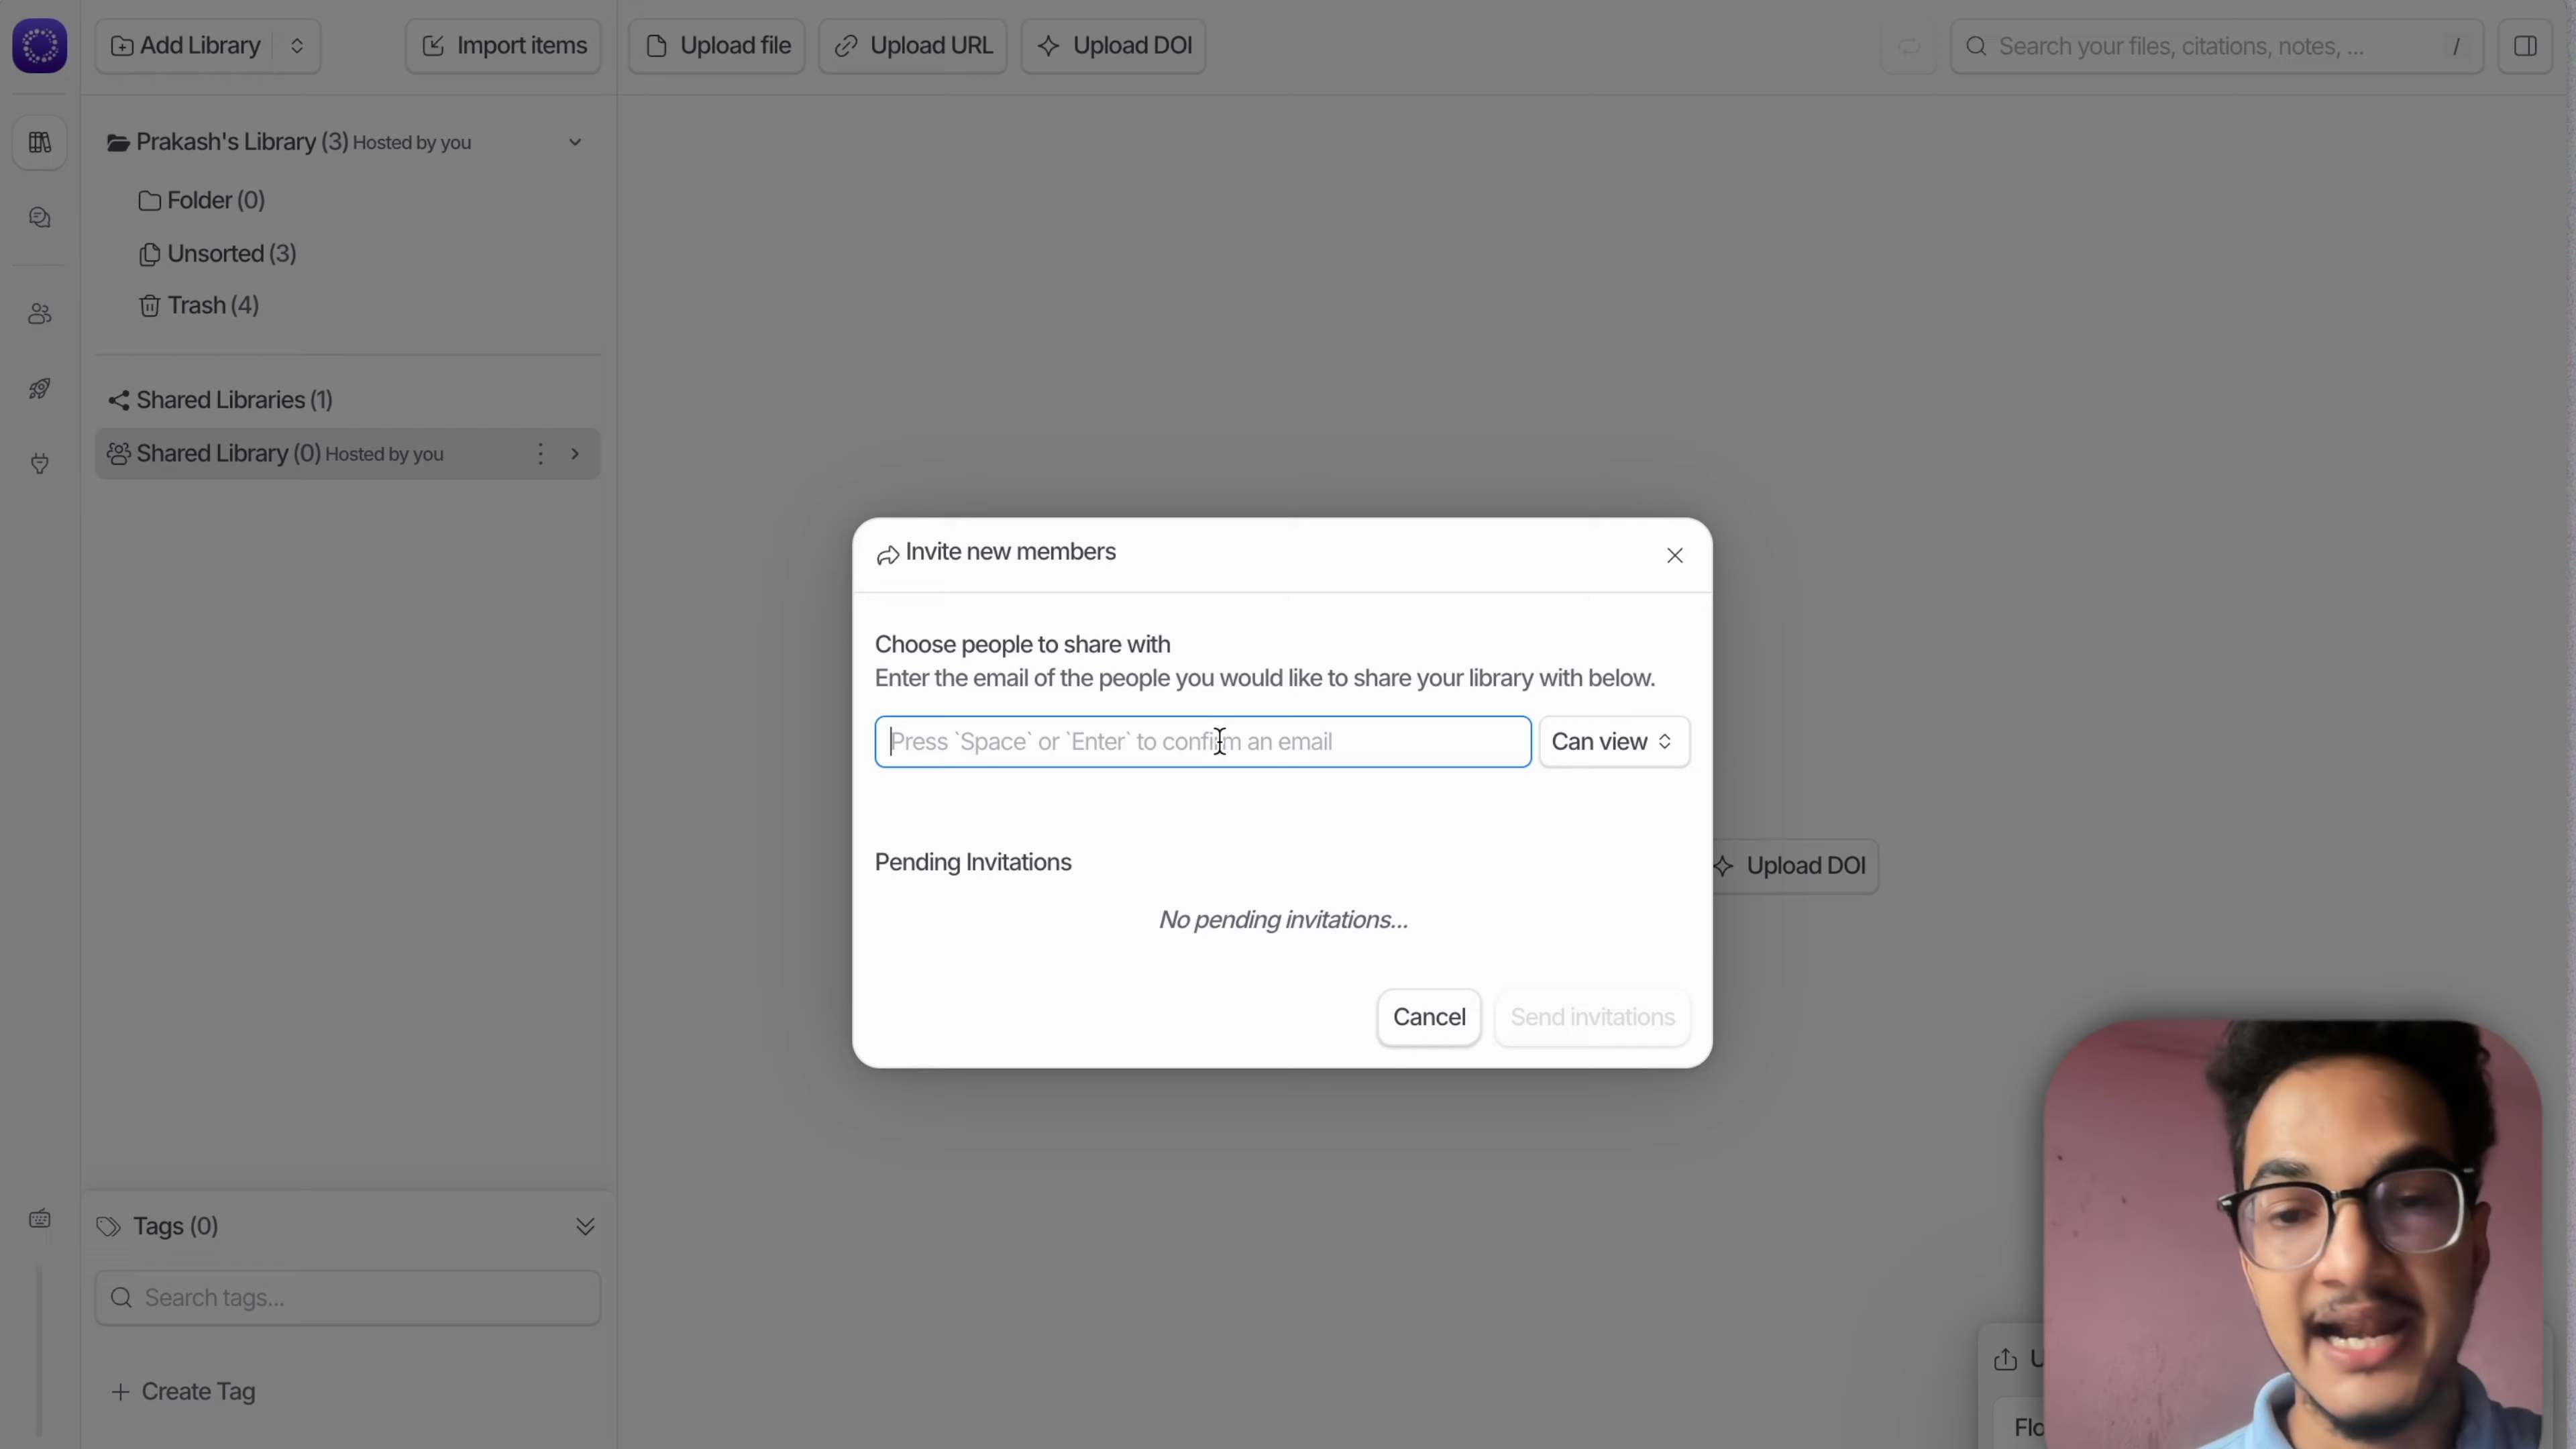 Add Library
Import items
Upload file
Upload URL
Upload DOI
Search your files, citations, notes, ...
/
Prakash's Library (3) Hosted by you
Folder (0)
Unsorted (3)
Trash (4)
Shared Libraries (1)
Shared Library (0) Hosted by you
Invite new members
Choose people to share with
Enter the email of the people you would like to share your library with below.
Press `Space` or `Enter` to confirm an email
Can view
Upload DOI
Pending Invitations
No pending invitations...
Cancel
Send invitations
Tags (0)
Search tags...
Create Tag